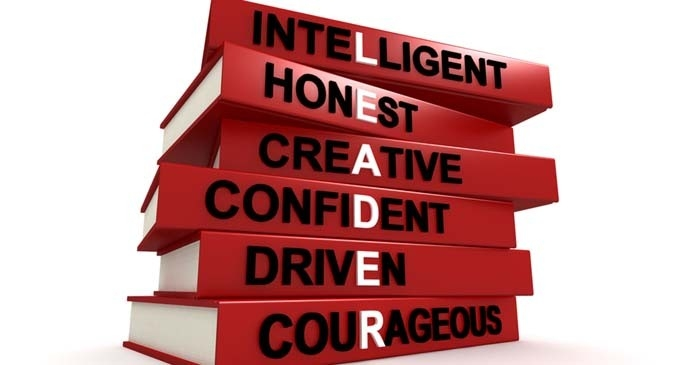 INTELLIGENT
HONEST
CREATIVE
CONFIDENT
DRIVEN
COURAGEOUS